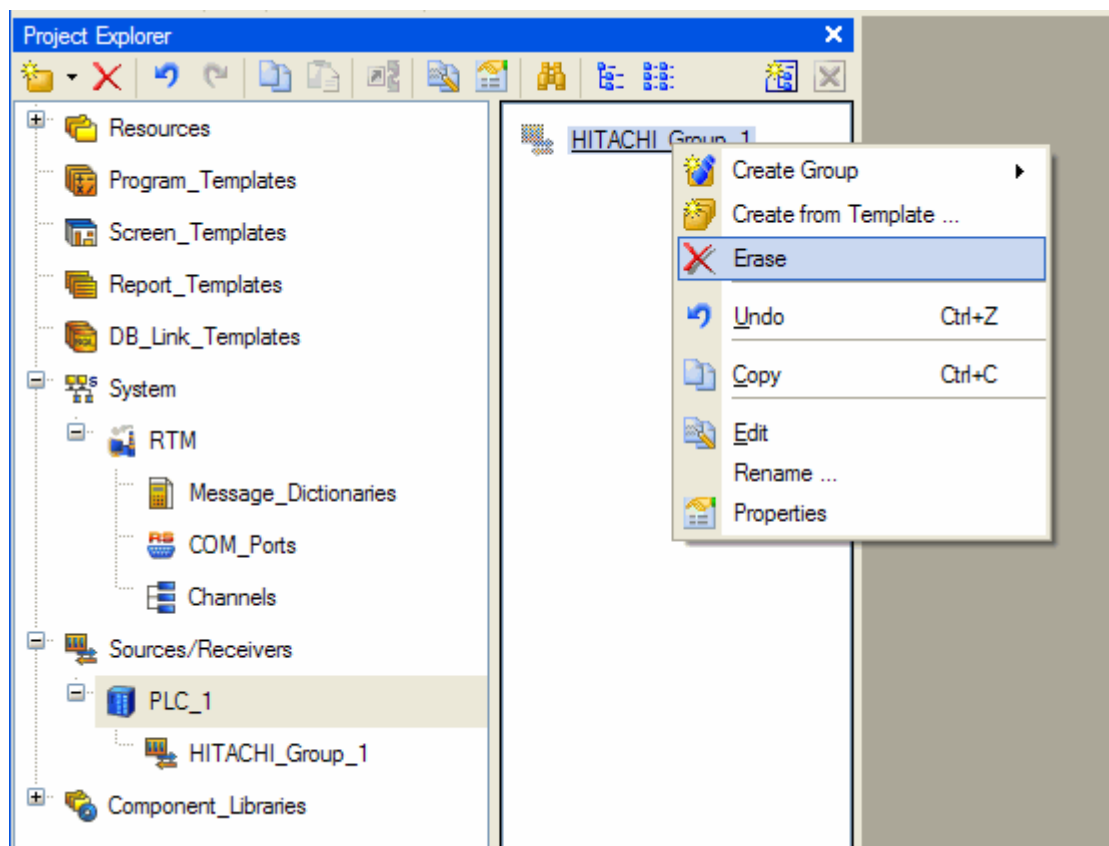 Project Explorer
Resources
Program_Templates
Screen_Templates
Report_Templates
DB_Link_Templates
System
RTM
Message_Dictionaries
COM_Ports
Channels
Sources/Receivers
PLC_1
HITACHI_Group_1
Component_Libraries
HITACHI_Group_1
Create Group
Create from Template ...
Erase
Undo Ctrl+Z
Copy Ctrl+C
Edit
Rename ...
Properties